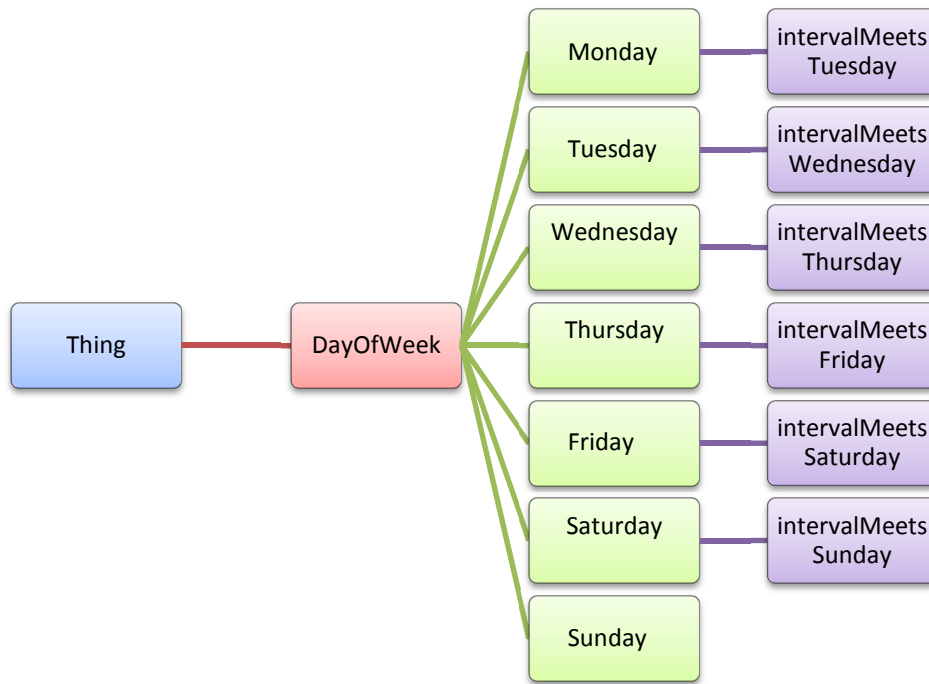 Monday
intervalMeets
Tuesday
Tuesday
intervalMeets
Wednesday
Wednesday
intervalMeets
Thursday
Thing
DayOfWeek
Thursday
intervalMeets
Friday
Friday
intervalMeets
Saturday
Saturday
intervalMeets
Sunday
Sunday